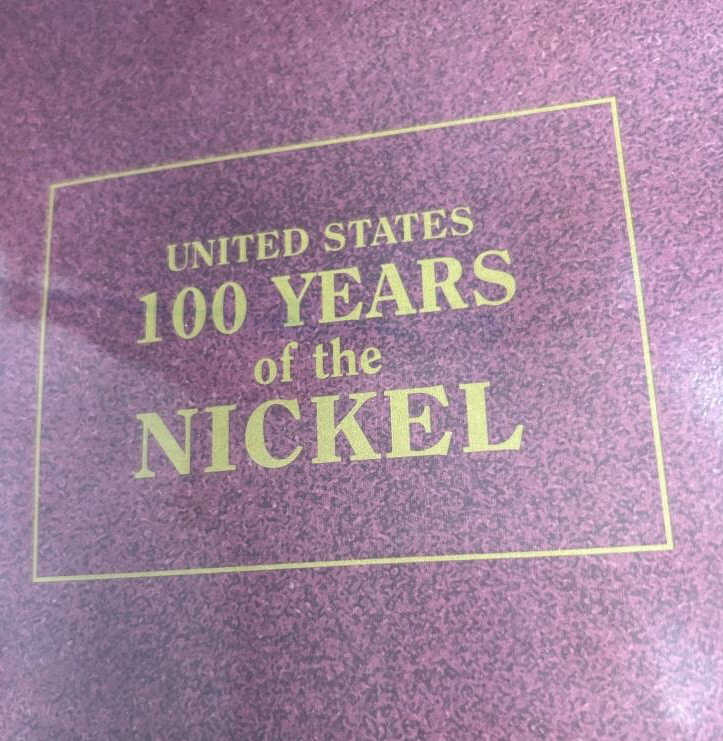 UNITED STATES
100 YEARS
of the
NICKEL